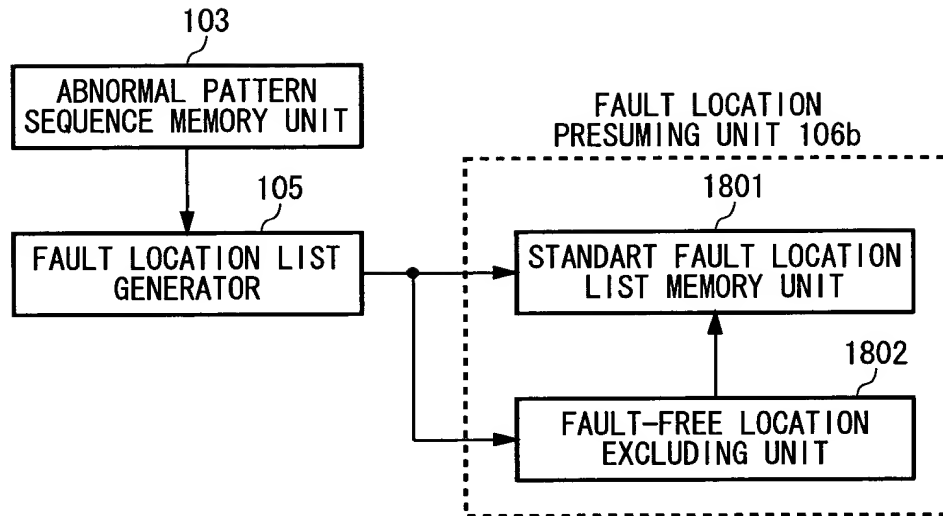 103
ABNORMAL PATTERN
SEQUENCE MEMORY UNIT
FAULT LOCATION
PRESUMING UNIT 106b
105
FAULT LOCATION LIST
GENERATOR
1801
STANDART FAULT LOCATION
LIST MEMORY UNIT
1802
FAULT-FREE LOCATION
EXCLUDING UNIT